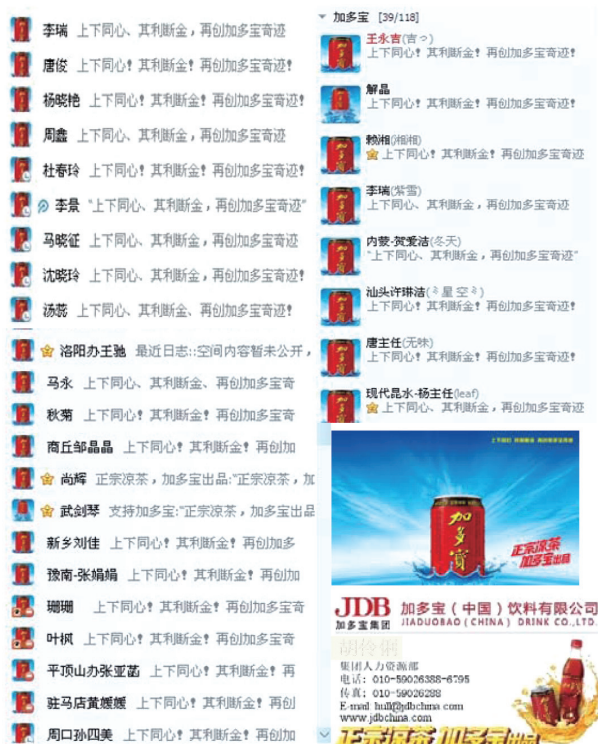 李瑞 上下同心、其利断金，再创加多宝奇迹
唐俊 上下同心！其利断金！再创加多宝奇迹！
杨晓艳 上下同心！其利断金！再创加多宝奇迹！
周鑫 上下同心、其利断金，再创加多宝奇迹
杜春玲 上下同心！其利断金！再创加多宝奇迹！
李景 “上下同心、其利断金，再创加多宝奇迹”
马晓征 上下同心、其利断金，再创加多宝奇迹
沈晓玲 上下同心、其利断金，再创加多宝奇迹！
汤蕊 上下同心、其利断金、再创加多宝奇迹！
洛阳办王驰 最近日志::空间内容暂未公开，
马永 上下同心、其利断金、再创加多宝奇
秋菊 上下同心！其利断金！再创加多宝奇
商丘邹晶晶 上下同心！其利断金！再创加
尚辉 正宗凉茶，加多宝出品:“正宗凉茶，加
武剑琴 支持加多宝:“正宗凉茶，加多宝出品
新乡刘佳 上下同心！其利断金！再创加多
豫南-张娟娟 上下同心！其利断金！再创加
珊珊 上下同心！其利断金！再创加多宝奇
叶枫 上下同心！其利断金！再创加多宝奇
平顶山办张亚菡 上下同心！其利断金！再
驻马店黄媛媛 上下同心！其利断金！再创
周口孙四美 上下同心！其利断金！再创加
加多宝 [39/118]
王永吉(吉っ)
上下同心！其利断金！再创加多宝奇迹!
解晶
上下同心！其利断金！再创加多宝奇迹!
赖湘(湘湘)
上下同心！其利断金！再创加多宝奇迹
李瑞(紫雪)
上下同心、其利断金，再创加多宝奇迹
内蒙-贺爱洁(冬天)
“上下同心、其利断金，再创加多宝奇迹”
汕头许琳洁(ミ星空ミ)
上下同心！其利断金！再创加多宝奇迹!
唐主任(无昧)
上下同心！其利断金！再创加多宝奇迹!
现代昆水-杨主任(leaf)
上下同心、其利断金，再创加多宝奇迹
上下同心 其利断金 再创加多宝奇迹
加多宝
正宗凉茶
加多宝出品
JDB
加多宝集团
加多宝（中国）饮料有限公司
JIADUOBAO (CHINA) DRINK CO.,LTD.
胡伶俐
集团人力资源部
电话：010-59026388-6795
传真：010-59026288
E-mail hull@jdbchina.com
www.jdbchina.com
正宗凉茶 加多宝出品